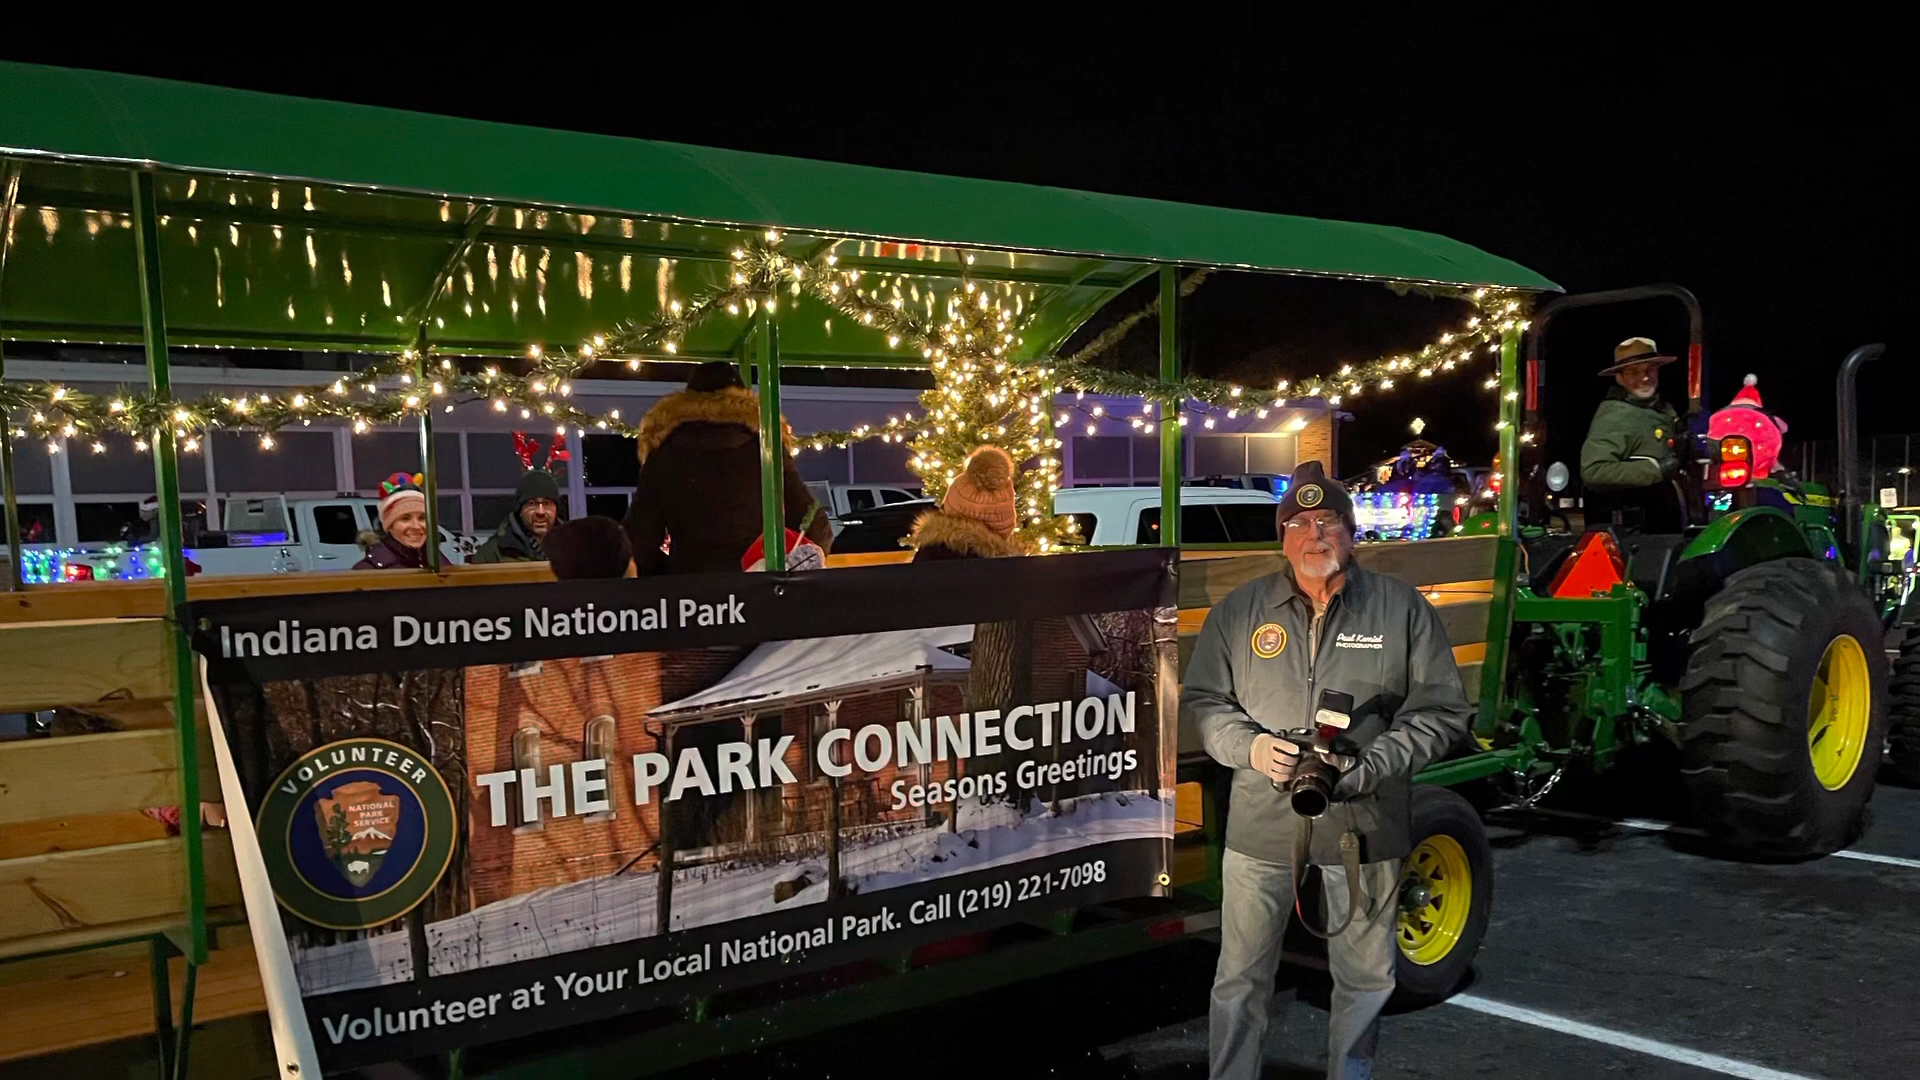 Indiana Dunes National Park
THE PARK CONNECTION
Seasons Greetings
VOLUNTEER
NATIONAL
PARK
SERVICE
Volunteer at Your Local National Park. Call (219) 221-7098
Paul Kemiel
PHOTOGRAPHER